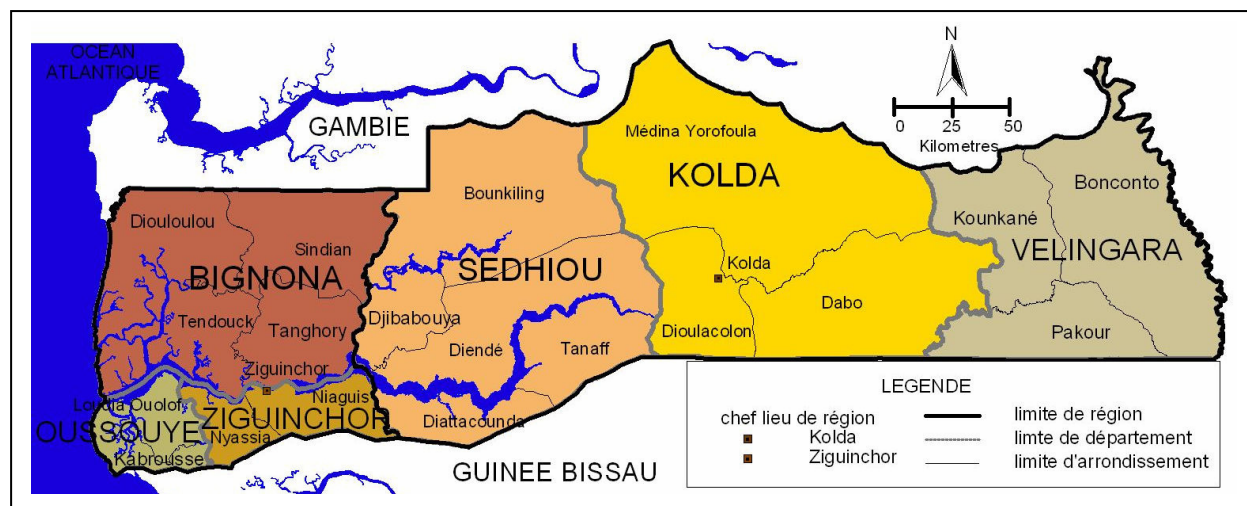 OCEAN
ATLANTIQUE
GAMBIE
N
0 25 50
Kilometres
Médina Yorofoula
KOLDA
Bounkiling
Bonconto
Kounkané
VELINGARA
Diouloulou
Sindian
BIGNONA
SEDHIOU
Kolda
Dabo
Tendouck
Tanghory
Djibabouya
Diendé
Tanaff
Dioulacolon
Pakour
Ziguinchor
Niaguis
Loudia Ouolof
ZIGUINCHOR
OUSSOUYE
Nyassia
Kabrousse
Diattacounda
GUINEE BISSAU
LEGENDE
chef lieu de région
Kolda
Ziguinchor
limite de région
limte de département
limite d'arrondissement